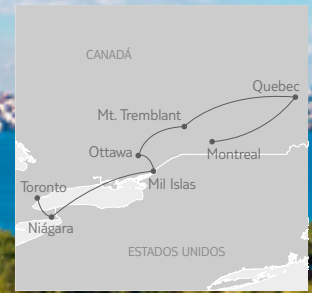 CANADÁ
Quebec
Mt. Tremblant
Ottawa
Montreal
Toronto
Mil Islas
Niágara
ESTADOS UNIDOS